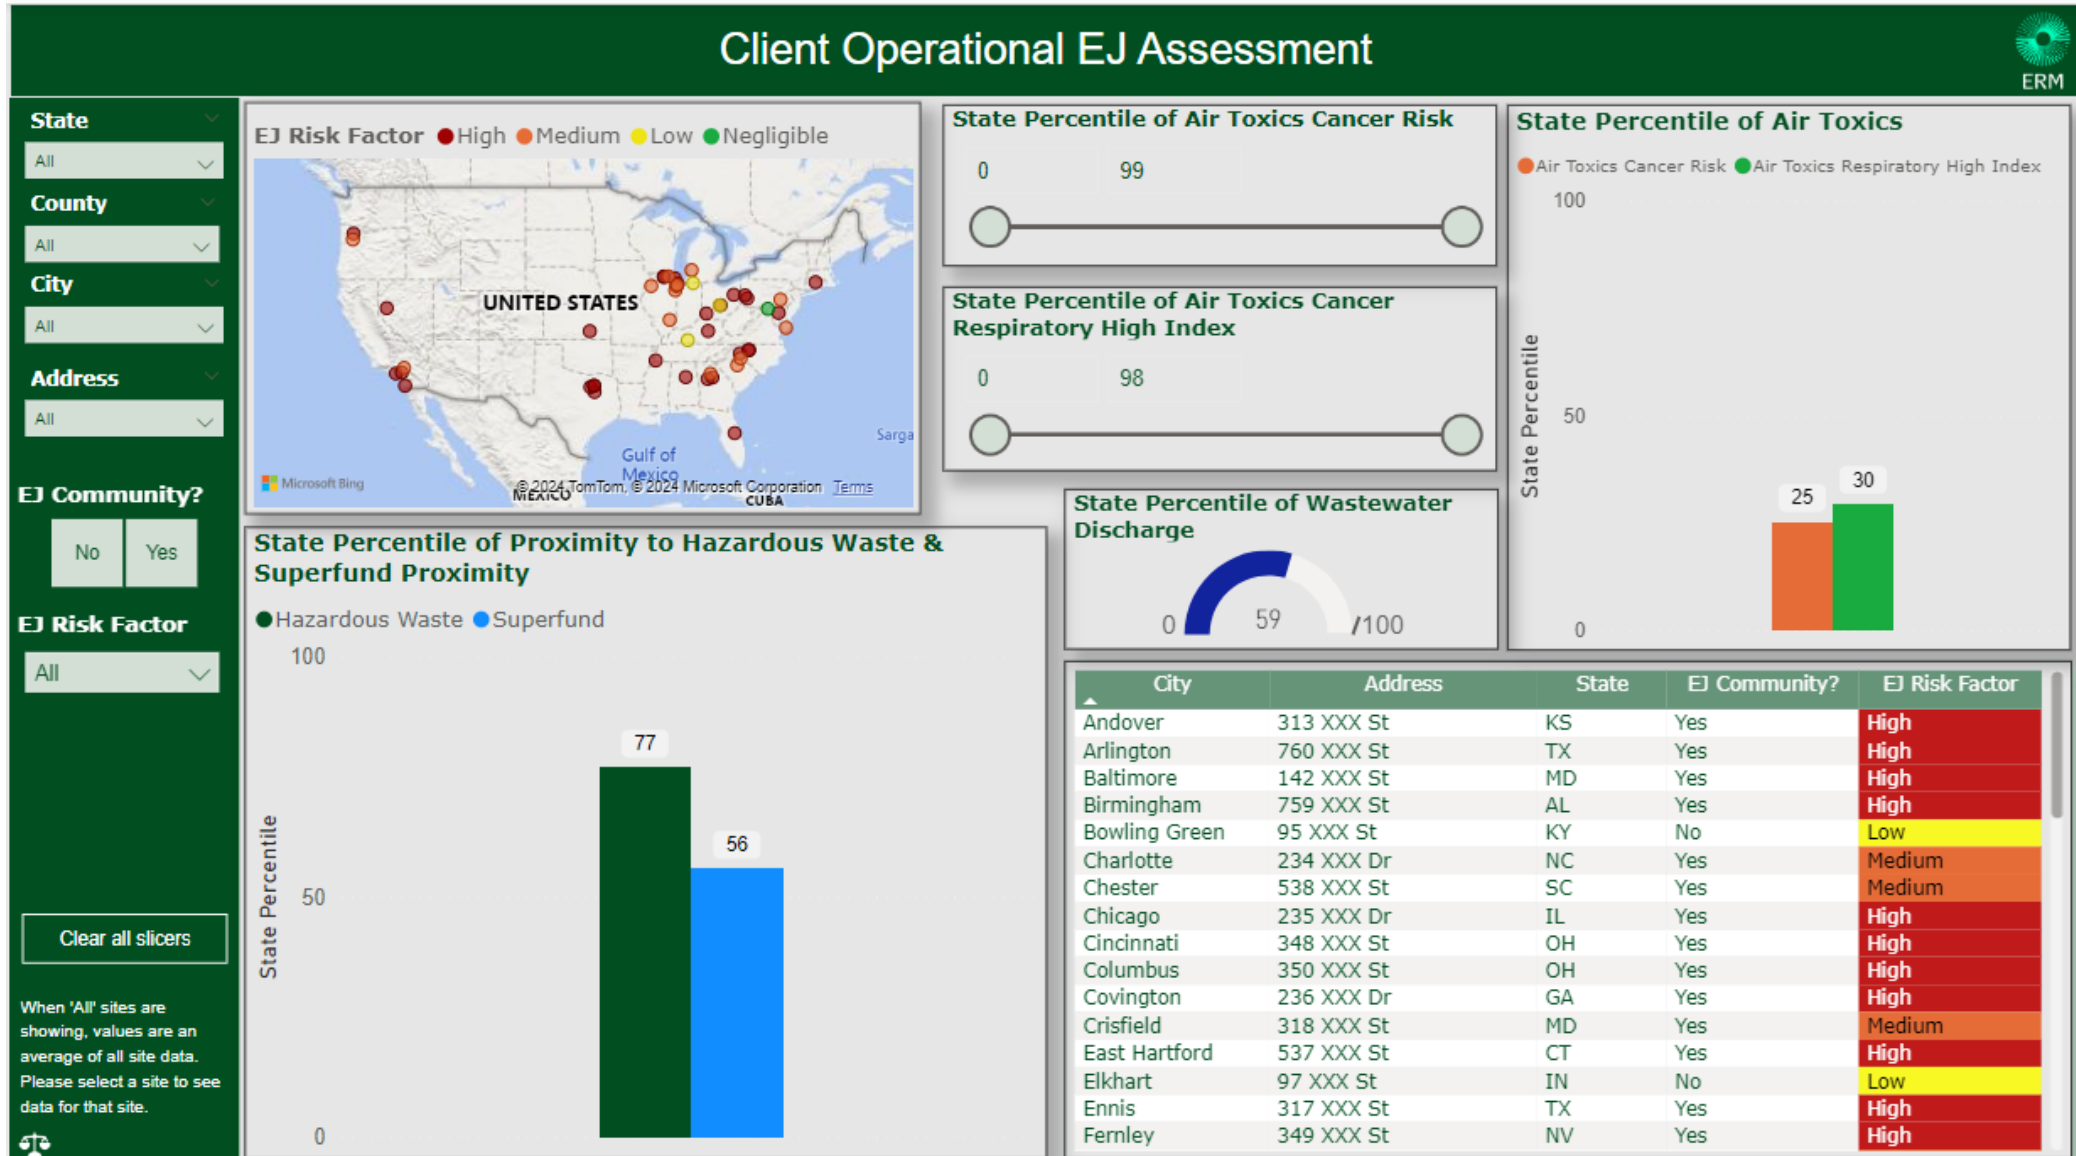 Client Operational EJ Assessment
ERM
State
All
County
All
City
All
Address
All
EJ Community?
No Yes
EJ Risk Factor
All
Clear all slicers
When 'All' sites are
showing, values are an
average of all site data.
Please select a site to see
data for that site.
EJ Risk Factor High Medium Low Negligible
UNITED STATES
Gulf of
Mexico
Sarga
MEXICO
CUBA
Microsoft Bing
© 2024 TomTom, © 2024 Microsoft Corporation Terms
State Percentile of Air Toxics Cancer Risk
0 99
State Percentile of Air Toxics Cancer
Respiratory High Index
0 98
State Percentile of Wastewater
Discharge
0 59 /100
State Percentile of Air Toxics
Air Toxics Cancer Risk Air Toxics Respiratory High Index
State Percentile
100
50
0
25
30
State Percentile of Proximity to Hazardous Waste &
Superfund Proximity
Hazardous Waste Superfund
State Percentile
100
50
0
77
56
City Address State EJ Community? EJ Risk Factor
Andover 313 XXX St KS Yes High
Arlington 760 XXX St TX Yes High
Baltimore 142 XXX St MD Yes High
Birmingham 759 XXX St AL Yes High
Bowling Green 95 XXX St KY No Low
Charlotte 234 XXX Dr NC Yes Medium
Chester 538 XXX St SC Yes Medium
Chicago 235 XXX Dr IL Yes High
Cincinnati 348 XXX St OH Yes High
Columbus 350 XXX St OH Yes High
Covington 236 XXX Dr GA Yes High
Crisfield 318 XXX St MD Yes Medium
East Hartford 537 XXX St CT Yes High
Elkhart 97 XXX St IN No Low
Ennis 317 XXX St TX Yes High
Fernley 349 XXX St NV Yes High